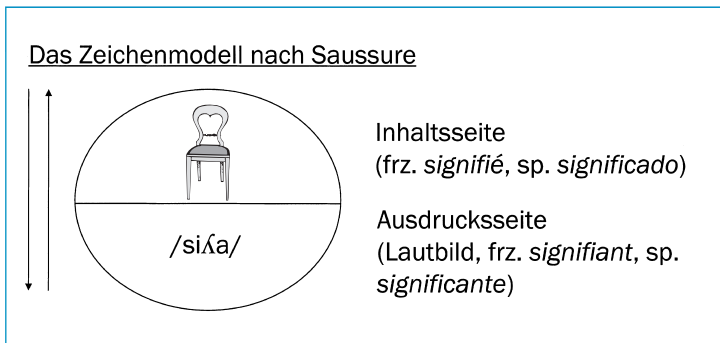 Das Zeichenmodell nach Saussure
Inhaltsseite
(frz. signifié, sp. significado)
/siʎa/
Ausdrucksseite
(Lautbild, frz. signifiant, sp.
significante)